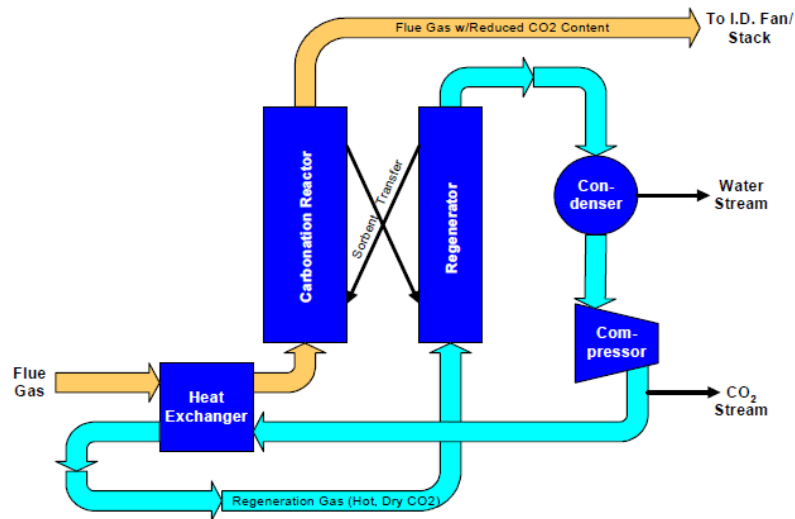 Flue Gas w/Reduced CO2 Content
To I.D. Fan/
Stack
Carbonation Reactor
Sorbent Transfer
Regenerator
Con-
denser
Water
Stream
Com-
pressor
Flue
Gas
Heat
Exchanger
CO₂
Stream
Regeneration Gas (Hot, Dry CO2)